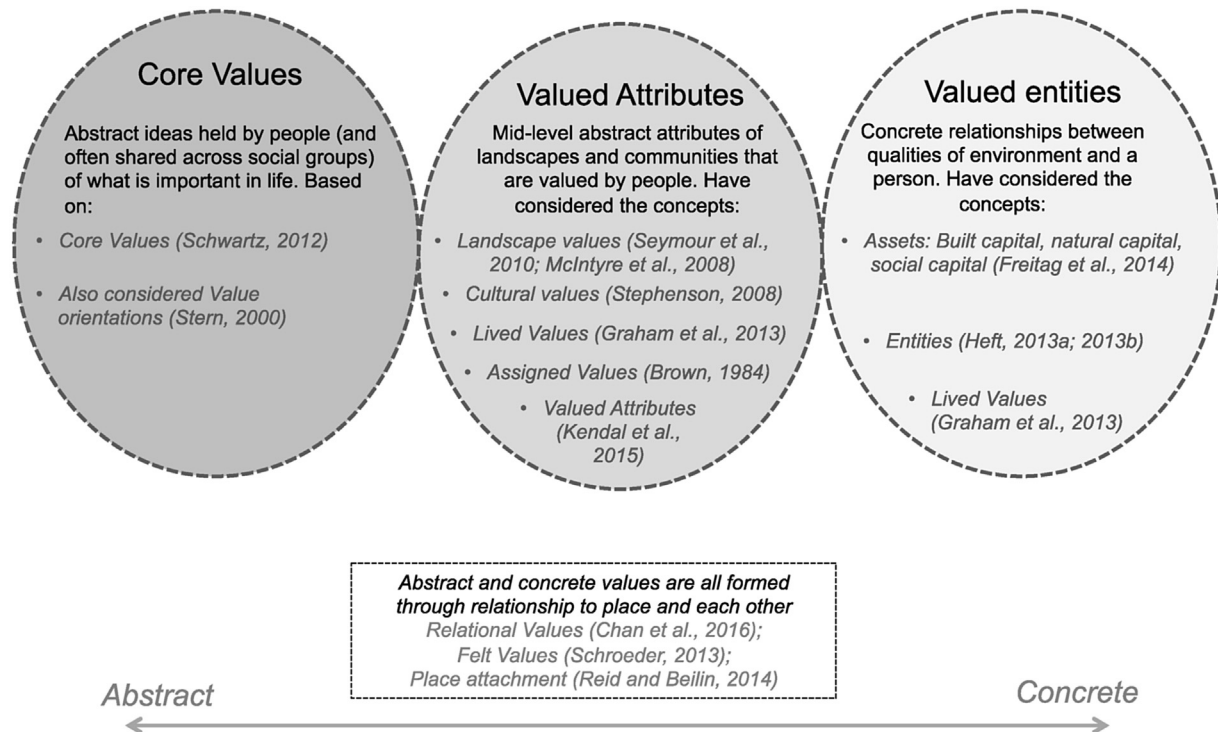 Core Values
Abstract ideas held by people (and
often shared across social groups)
of what is important in life. Based
on:
• Core Values (Schwartz, 2012)
• Also considered Value
orientations (Stern, 2000)
Valued Attributes
Mid-level abstract attributes of
landscapes and communities that
are valued by people. Have
considered the concepts:
• Landscape values (Seymour et al.,
2010; McIntyre et al., 2008)
• Cultural values (Stephenson, 2008)
• Lived Values (Graham et al., 2013)
• Assigned Values (Brown, 1984)
• Valued Attributes
(Kendal et al.,
2015)
Valued entities
Concrete relationships between
qualities of environment and a
person. Have considered the
concepts:
• Assets: Built capital, natural capital,
social capital (Freitag et al., 2014)
• Entities (Heft, 2013a; 2013b)
• Lived Values
(Graham et al., 2013)
Abstract and concrete values are all formed
through relationship to place and each other
Relational Values (Chan et al., 2016);
Felt Values (Schroeder, 2013);
Place attachment (Reid and Beilin, 2014)
Abstract
Concrete